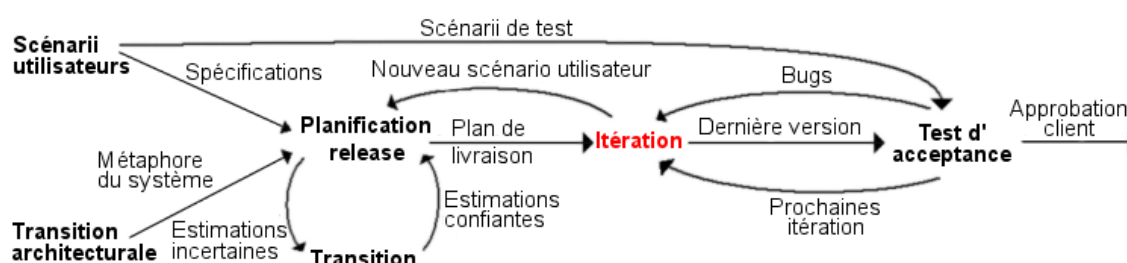 Scénarii de test
Scénarii
utilisateurs
Spécifications
Nouveau scénario utilisateur
Bugs
Planification
release
Plan de
livraison
Itération
Dernière version
Test d'
acceptance
Approbation
client
Métaphore
du système
Estimations
confiantes
Prochaines
itération
Transition
architecturale
Estimations
incertaines
Transition